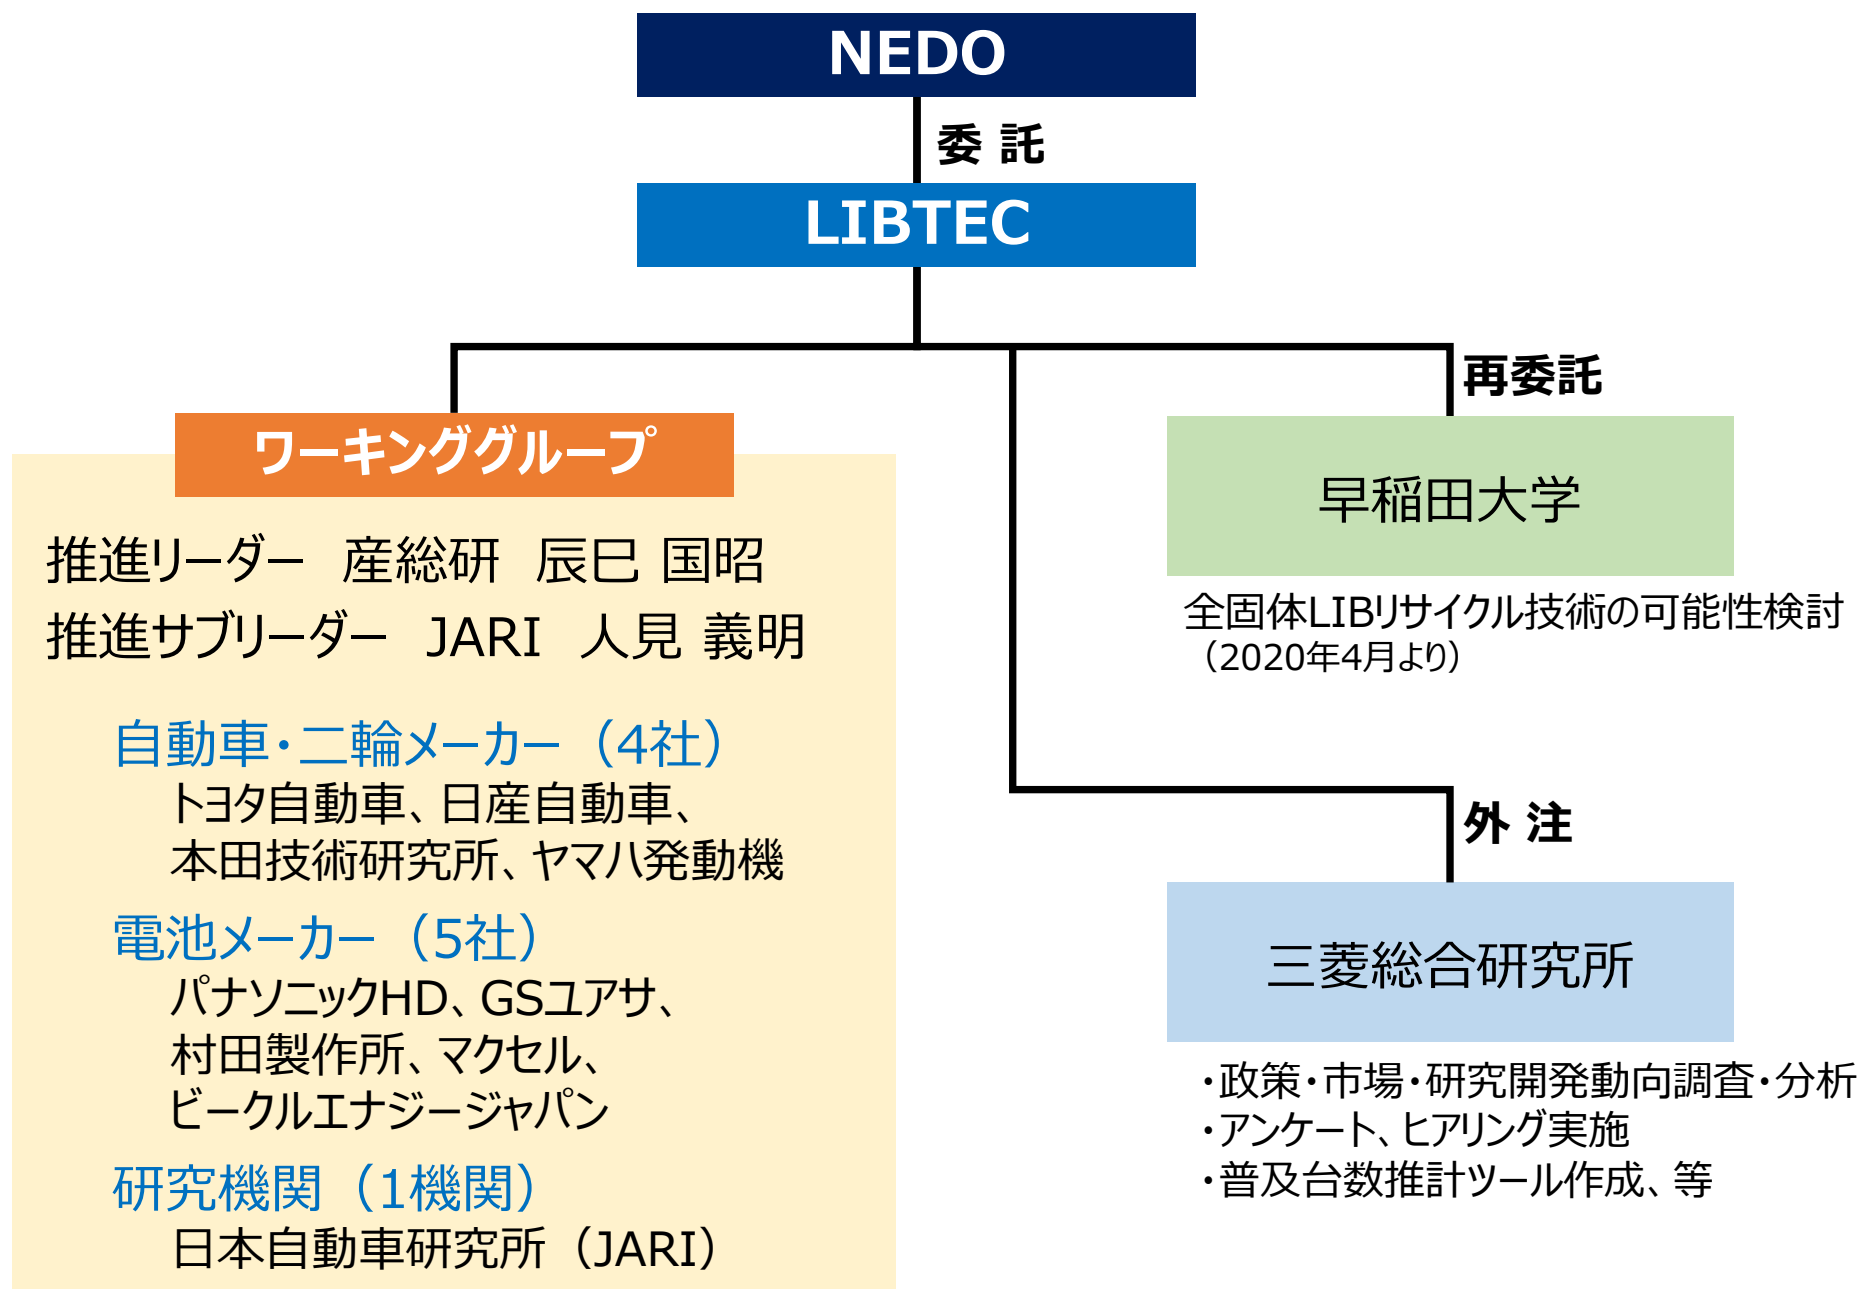 NEDO
委 託
LIBTEC
ワーキンググループ
推進リーダー　産総研　辰巳 国昭
推進サブリーダー　JARI　人見 義明
自動車・二輪メーカー（4社）
トヨタ自動車、日産自動車、
本田技術研究所、ヤマハ発動機
電池メーカー（5社）
パナソニックHD、GSユアサ、
村田製作所、マクセル、
ビークルエナジージャパン
研究機関（1機関）
日本自動車研究所（JARI）
再委託
早稲田大学
全固体LIBリサイクル技術の可能性検討
（2020年4月より）
外 注
三菱総合研究所
・政策・市場・研究開発動向調査・分析
・アンケート、ヒアリング実施
・普及台数推計ツール作成、等